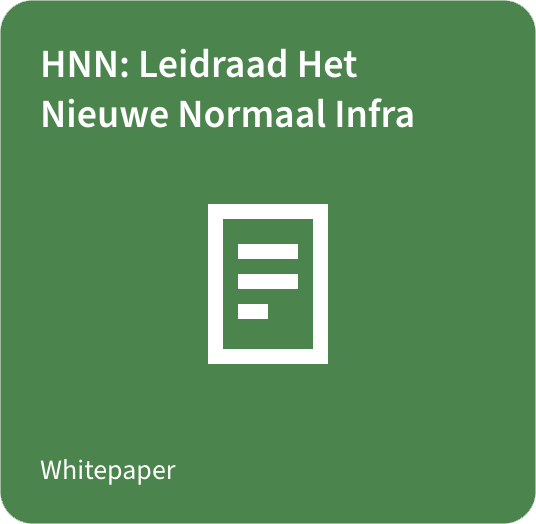 HNN: Leidraad Het
Nieuwe Normaal Infra
Whitepaper